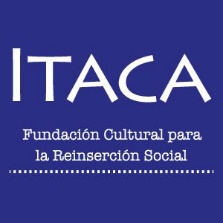 ITACA
Fundación Cultural para
la Reinserción Social